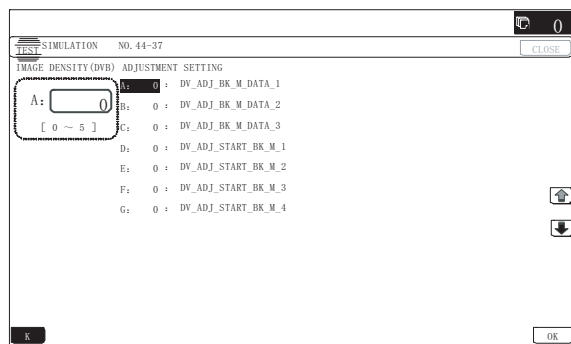 0
TEST SIMULATION NO. 44-37
CLOSE
IMAGE DENSITY(DVB) ADJUSTMENT SETTING
A: 0
[ 0 ~ 5 ]
A: 0 : DV_ADJ_BK_M_DATA_1
B: 0 : DV_ADJ_BK_M_DATA_2
C: 0 : DV_ADJ_BK_M_DATA_3
D: 0 : DV_ADJ_START_BK_M_1
E: 0 : DV_ADJ_START_BK_M_2
F: 0 : DV_ADJ_START_BK_M_3
G: 0 : DV_ADJ_START_BK_M_4
K
OK